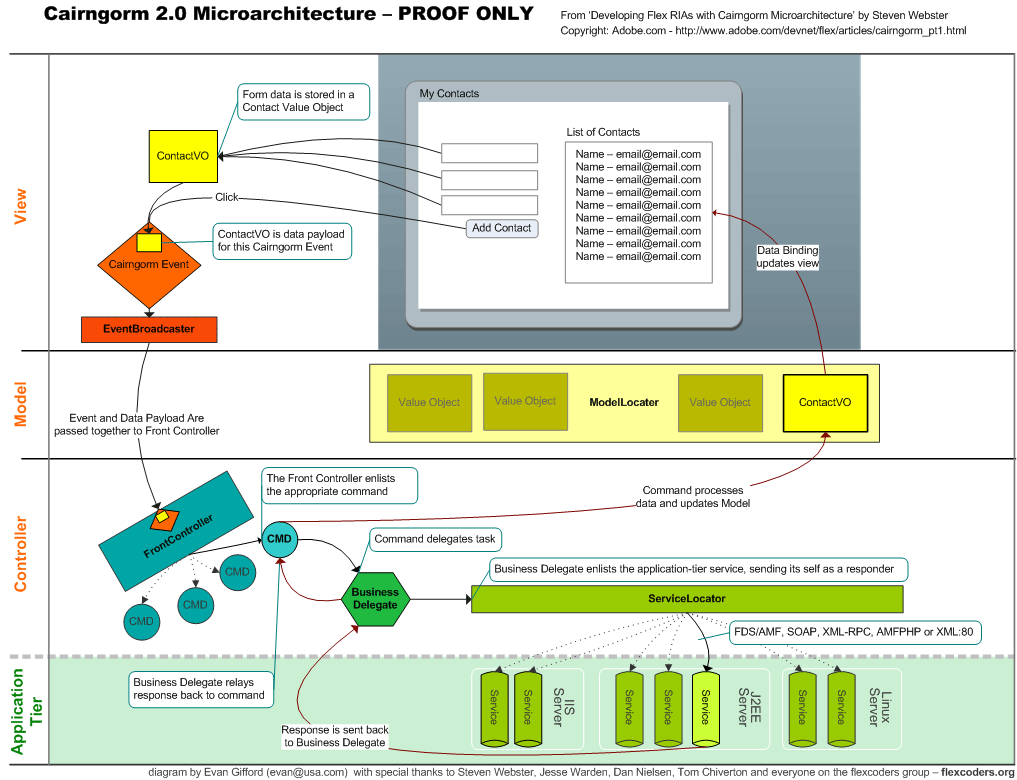 Cairngorm 2.0 Microarchitecture – PROOF ONLY
From 'Developing Flex RIAs with Cairngorm Microarchitecture' by Steven Webster
Copyright: Adobe.com - http://www.adobe.com/devnet/flex/articles/cairngorm_pt1.html
View
Form data is stored in a
Contact Value Object
ContactVO
Click
ContactVO is data payload
for this Cairngorm Event
Cairngorm Event
EventBroadcaster
My Contacts
List of Contacts
Name – email@email.com
Name – email@email.com
Name – email@email.com
Name – email@email.com
Name – email@email.com
Name – email@email.com
Name – email@email.com
Name – email@email.com
Name – email@email.com
Add Contact
Data Binding
updates view
Model
Event and Data Payload Are
passed together to Front Controller
Value Object
Value Object
ModelLocater
Value Object
ContactVO
Controller
The Front Controller enlists
the appropriate command
Command processes
data and updates Model
FrontController
CMD
CMD
CMD
CMD
Command delegates task
Business Delegate enlists the application-tier service, sending its self as a responder
Business
Delegate
ServiceLocator
FDS/AMF, SOAP, XML-RPC, AMFPHP or XML:80
Application
Tier
Business Delegate relays
response back to command
Response is sent back
to Business Delegate
Service
Service
IIS
Server
Service
Service
Service
J2EE
Server
Service
Service
Linux
Server
diagram by Evan Gifford (evan@usa.com) with special thanks to Steven Webster, Jesse Warden, Dan Nielsen, Tom Chiverton and everyone on the flexcoders group – flexcoders.org